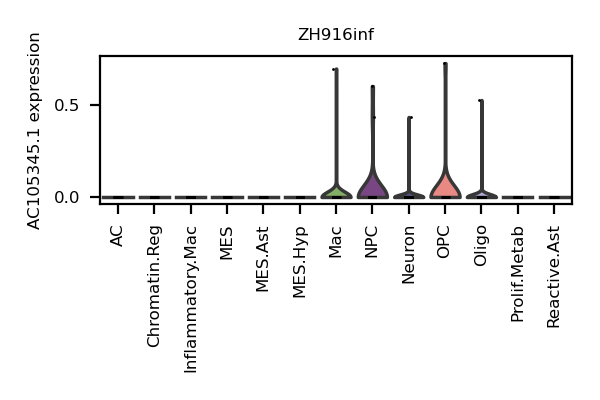 ZH916inf
AC105345.1 expression
0.5
0.0
AC
Chromatin.Reg
Inflammatory.Mac
MES
MES.Ast
MES.Hyp
Mac
NPC
Neuron
OPC
Oligo
Prolif.Metab
Reactive.Ast